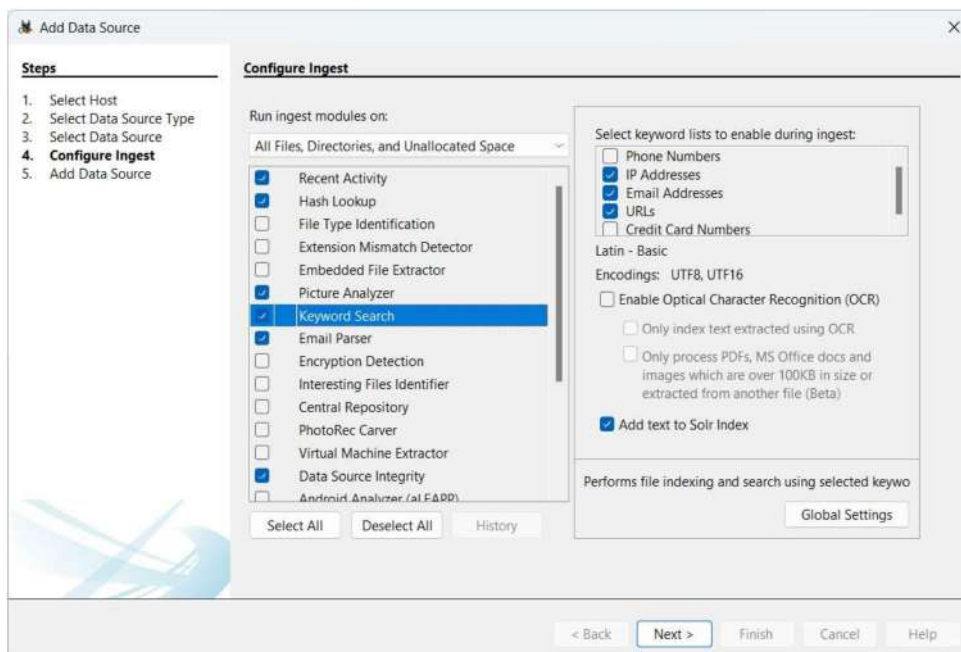 Add Data Source
Steps
1. Select Host
2. Select Data Source Type
3. Select Data Source
4. Configure Ingest
5. Add Data Source
Configure Ingest
Run ingest modules on:
All Files, Directories, and Unallocated Space
Recent Activity
Hash Lookup
File Type Identification
Extension Mismatch Detector
Embedded File Extractor
Picture Analyzer
Keyword Search
Email Parser
Encryption Detection
Interesting Files Identifier
Central Repository
PhotoRec Carver
Virtual Machine Extractor
Data Source Integrity
Android Analyzer (aLEAPP)
Select All
Deselect All
History
Select keyword lists to enable during ingest:
Phone Numbers
IP Addresses
Email Addresses
URLs
Credit Card Numbers
Latin - Basic
Encodings: UTF8, UTF16
Enable Optical Character Recognition (OCR)
Only index text extracted using OCR
Only process PDFs, MS Office docs and
images which are over 100KB in size or
extracted from another file (Beta)
Add text to Solr Index
Performs file indexing and search using selected keywo
Global Settings
< Back
Next >
Finish
Cancel
Help